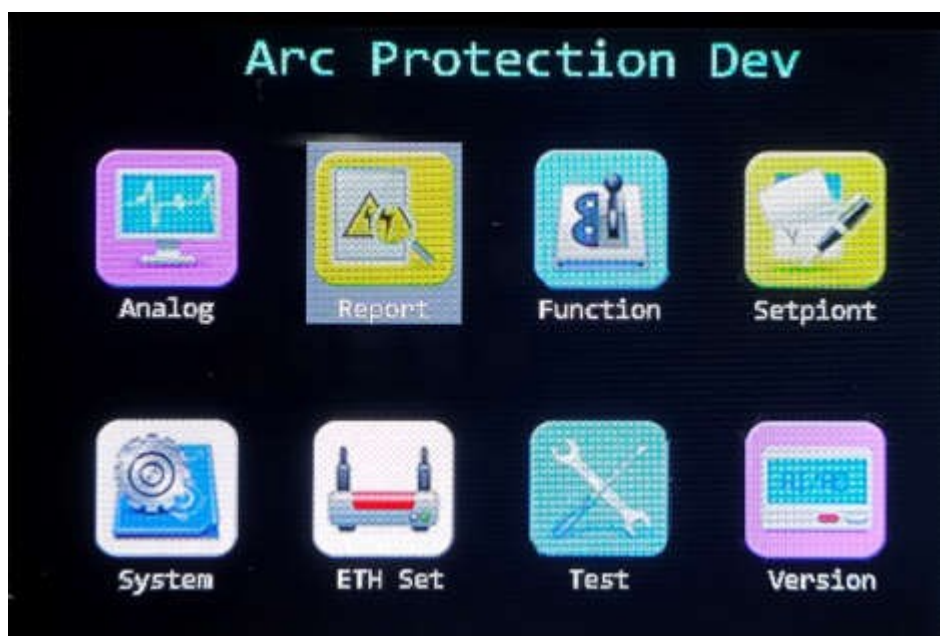 Arc Protection Dev
Analog Report Function Setpiont
System ETH Set Test Version